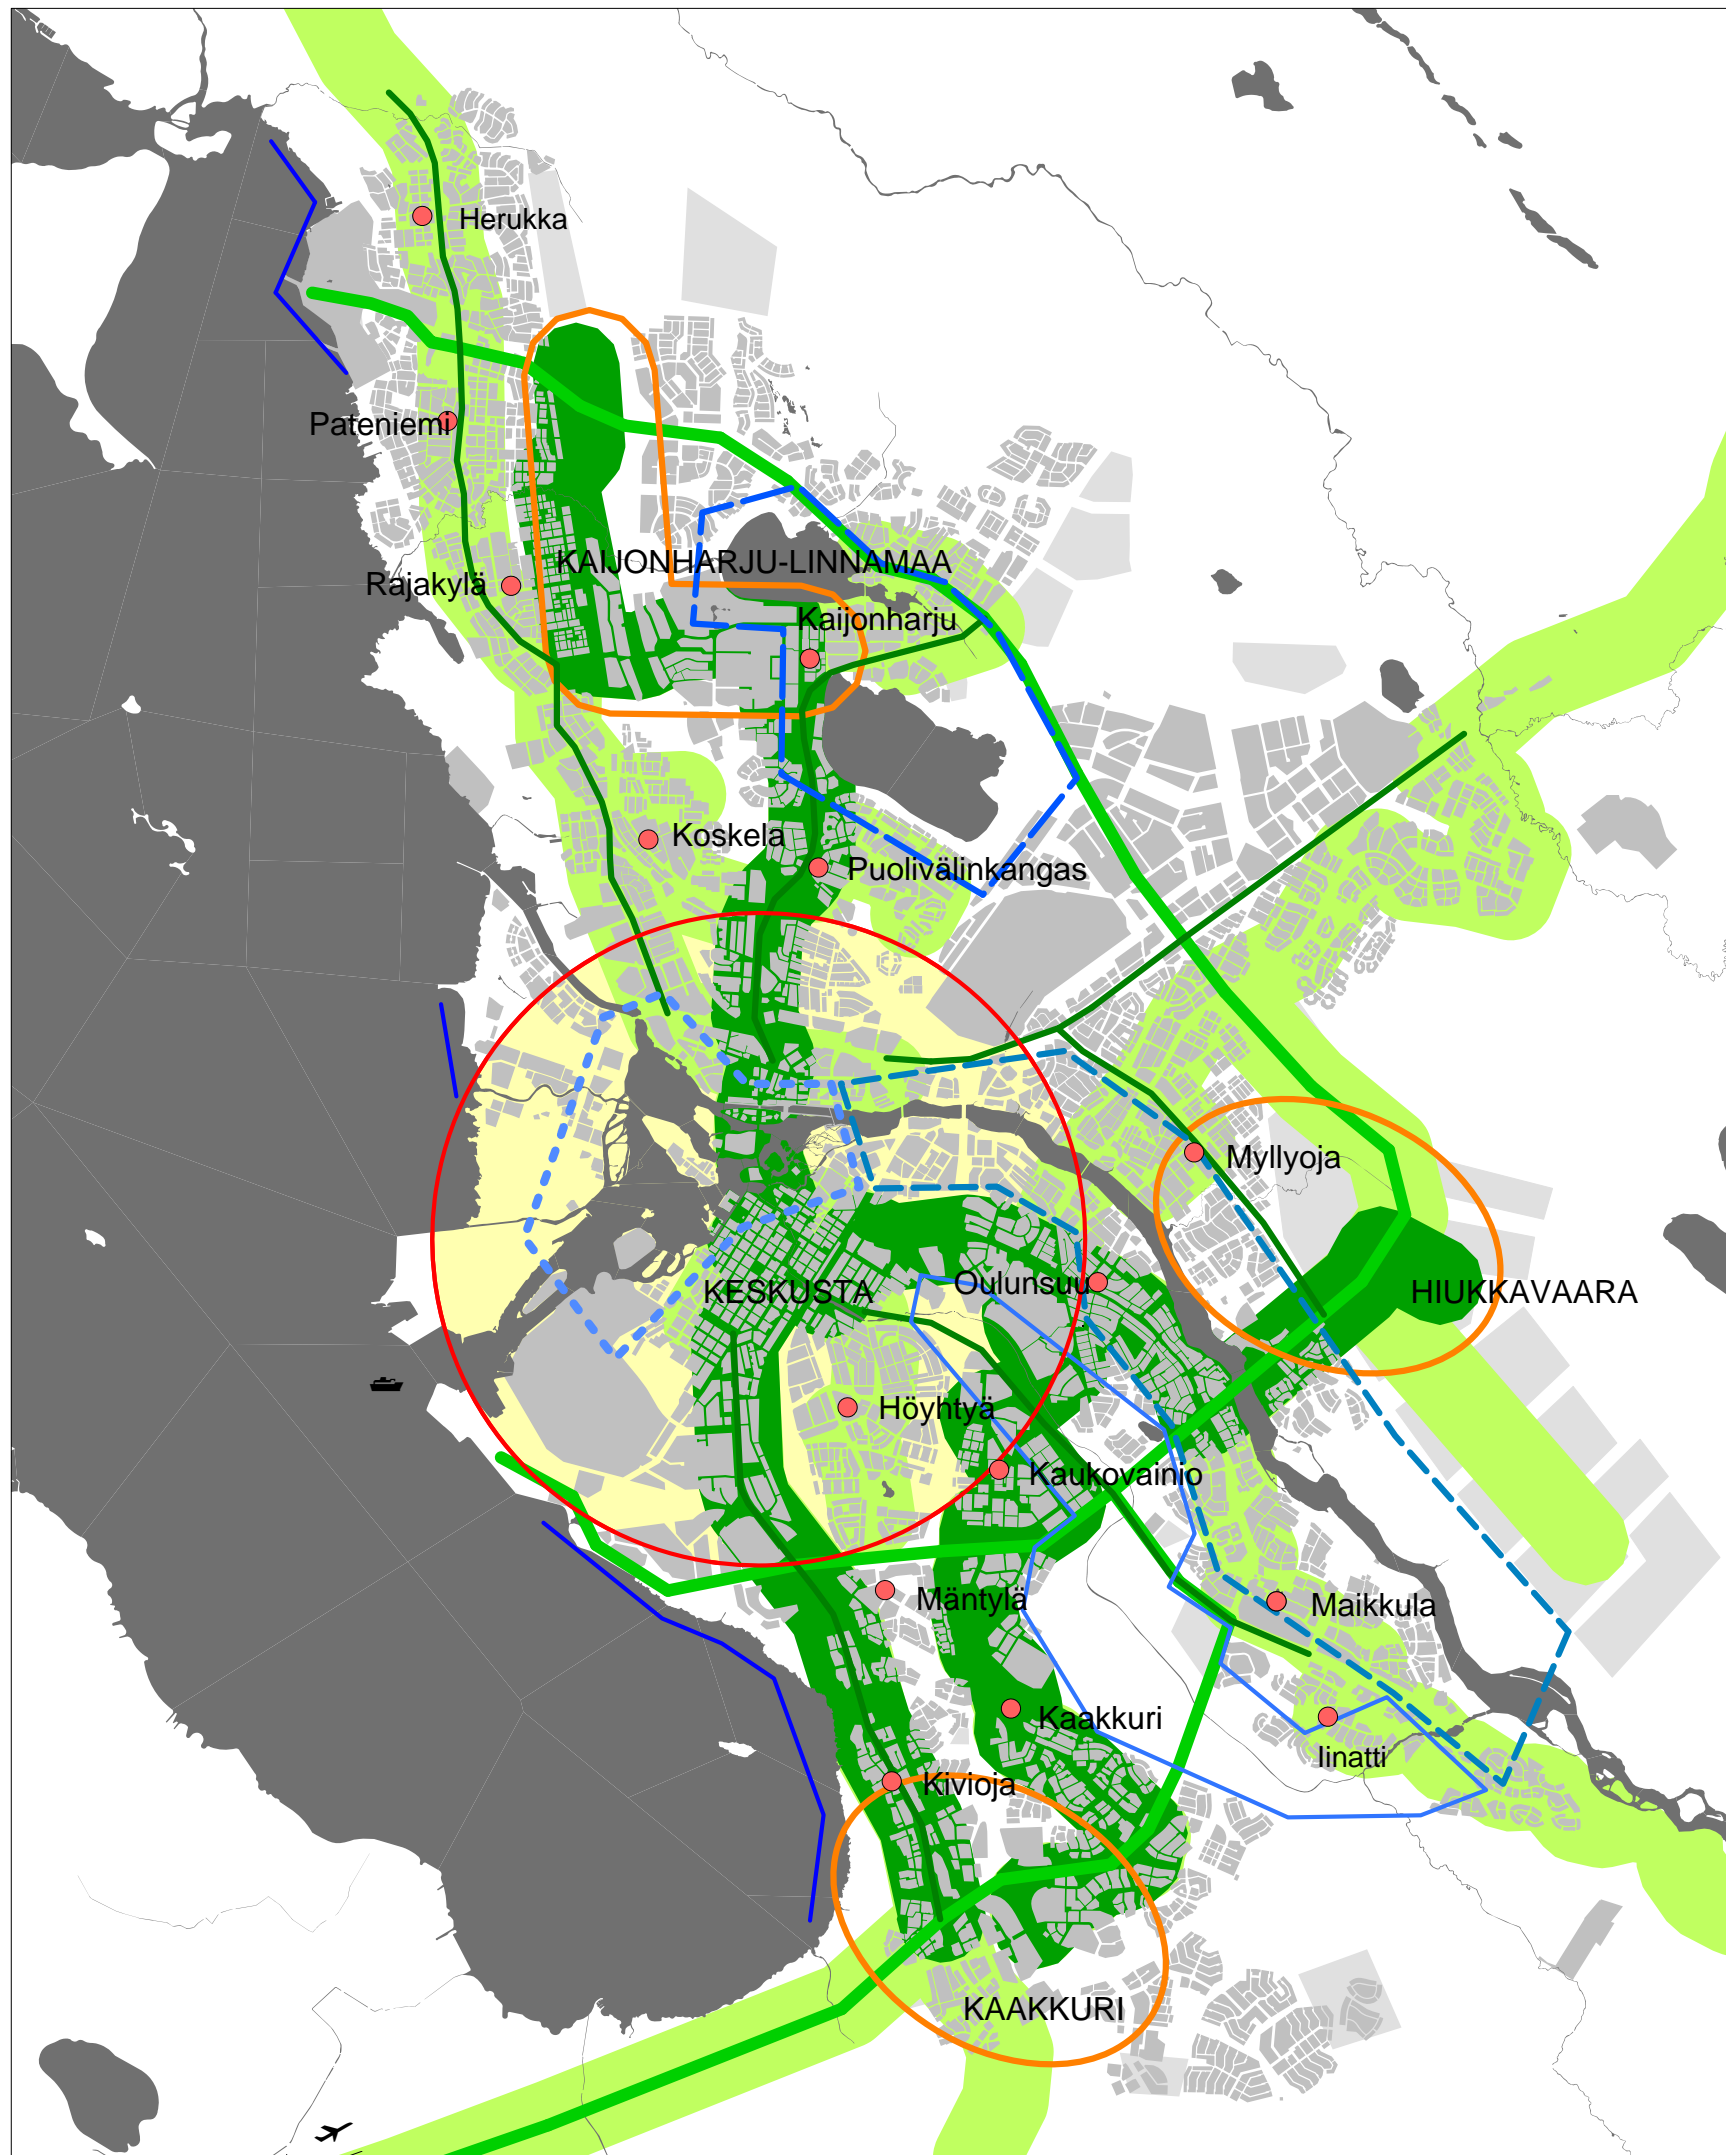 Herukka
Pateniemi
KAIJONHARJU-LINNAMAA
Rajakylä
Kaijonharju
Koskela
Puolivälinkangas
Myllyoja
Oulunsuu
KESKUSTA
HIUKKAVAARA
Höyhtyä
Kaukovainio
Mäntylä
Maikkula
Kaakkuri
Iinatti
Kivioja
KAAKKURI